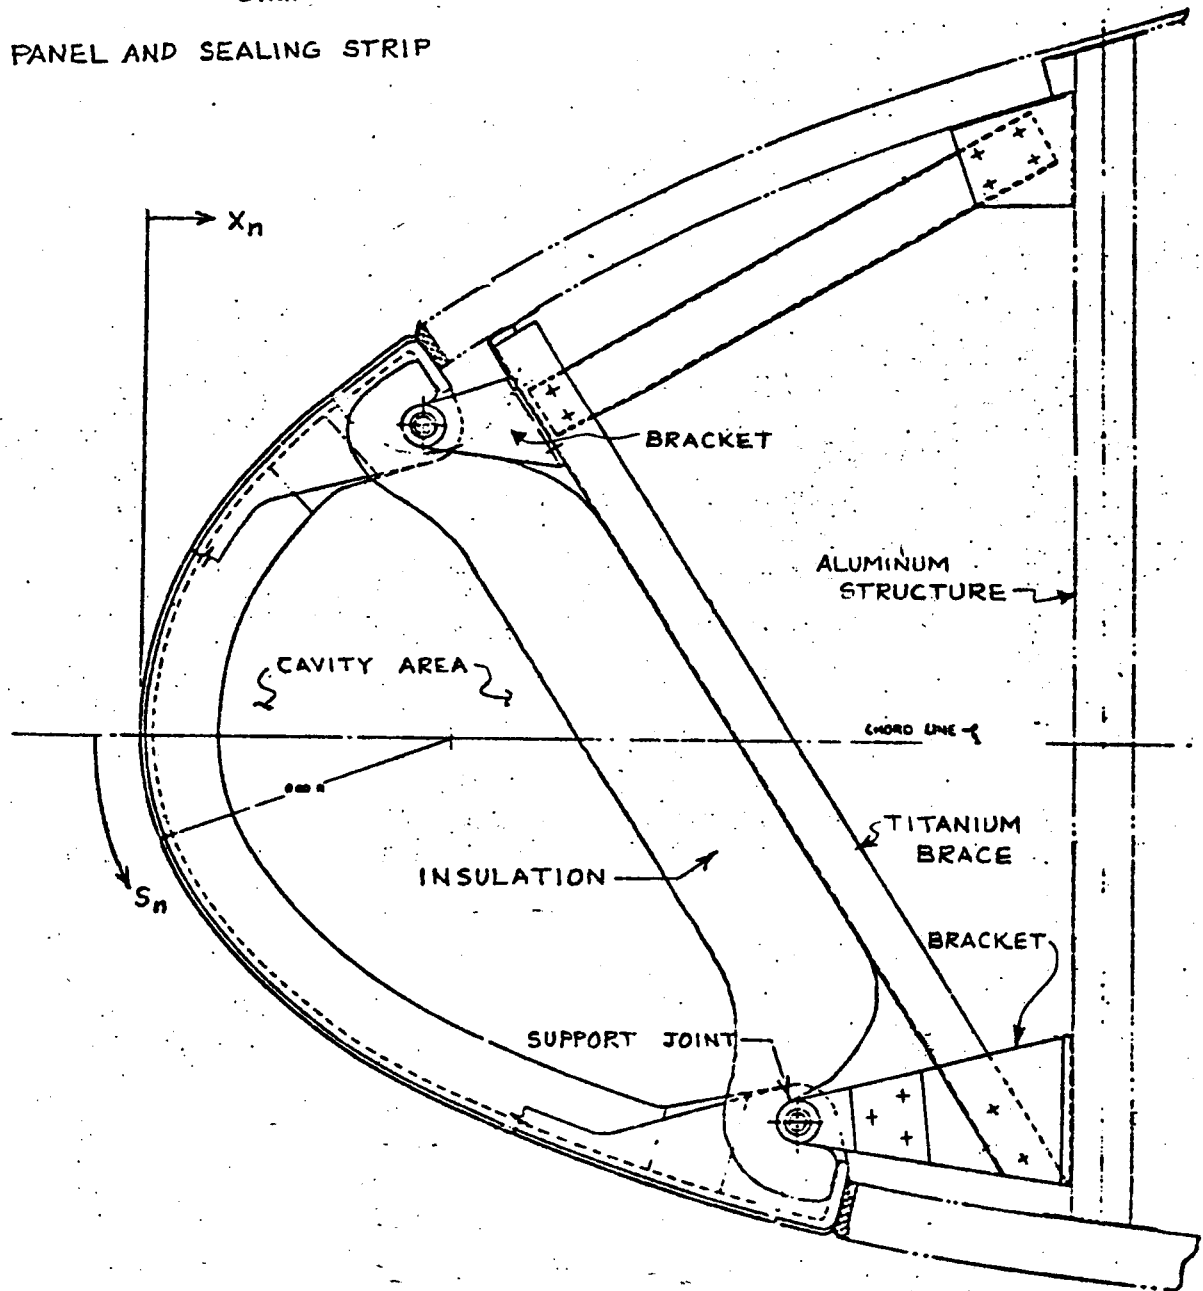 PANEL AND SEALING STRIP
Xn
BRACKET
ALUMINUM
STRUCTURE
CAVITY AREA
CHORD LINE
TITANIUM
BRACE
INSULATION
Sn
BRACKET
SUPPORT JOINT